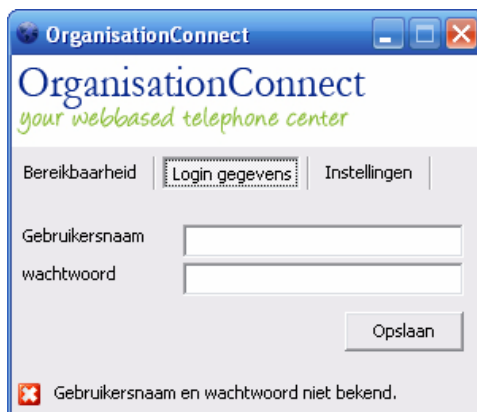 OrganisationConnect
OrganisationConnect
your webbased telephone center
Bereikbaarheid Login gegevens Instellingen
Gebruikersnaam
wachtwoord
Opslaan
Gebruikersnaam en wachtwoord niet bekend.